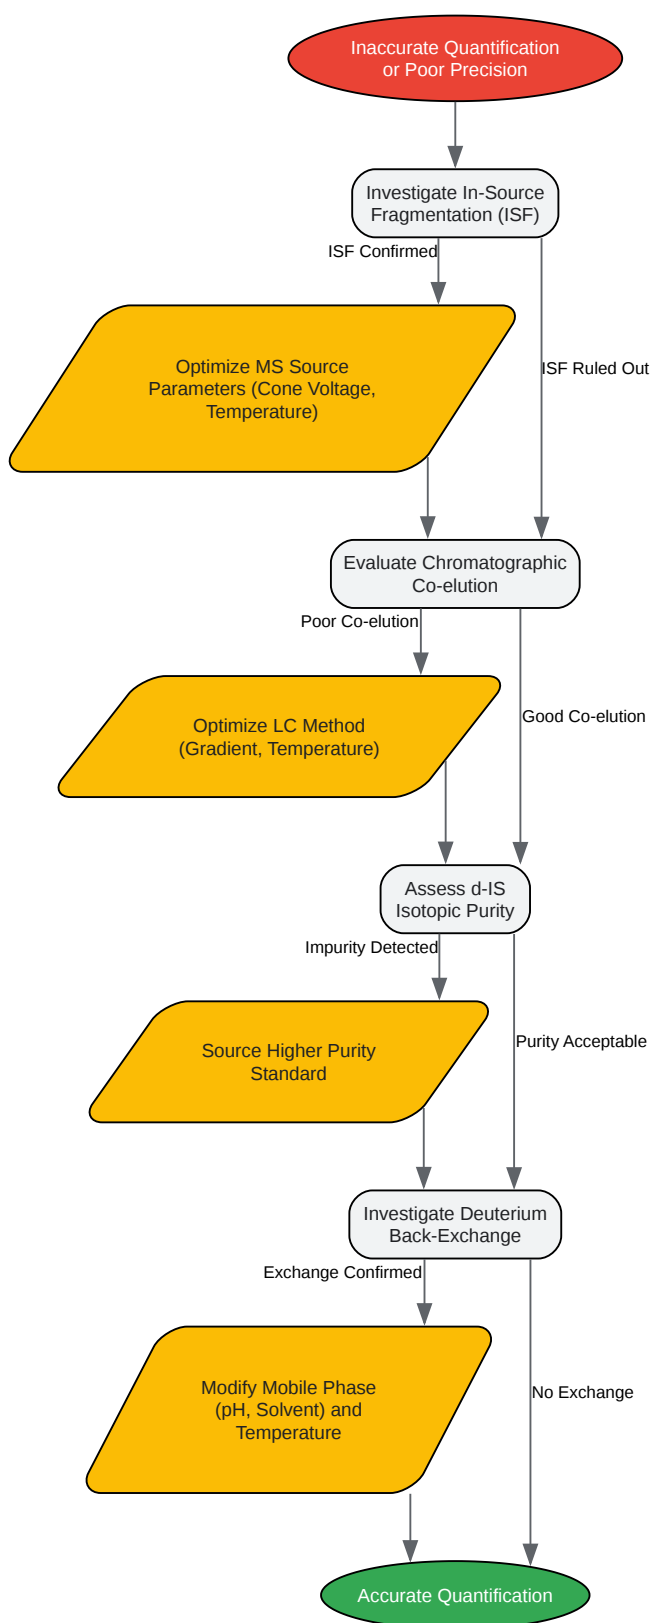 Inaccurate Quantification
or Poor Precision
Investigate In-Source
Fragmentation (ISF)
ISF Confirmed
Optimize MS Source
Parameters (Cone Voltage,
Temperature)
ISF Ruled Out
Evaluate Chromatographic
Co-elution
Poor Co-elution
Optimize LC Method
(Gradient, Temperature)
Good Co-elution
Assess d-IS
Isotopic Purity
Impurity Detected
Source Higher Purity
Standard
Purity Acceptable
Investigate Deuterium
Back-Exchange
Exchange Confirmed
Modify Mobile Phase
(pH, Solvent) and
Temperature
No Exchange
Accurate Quantification